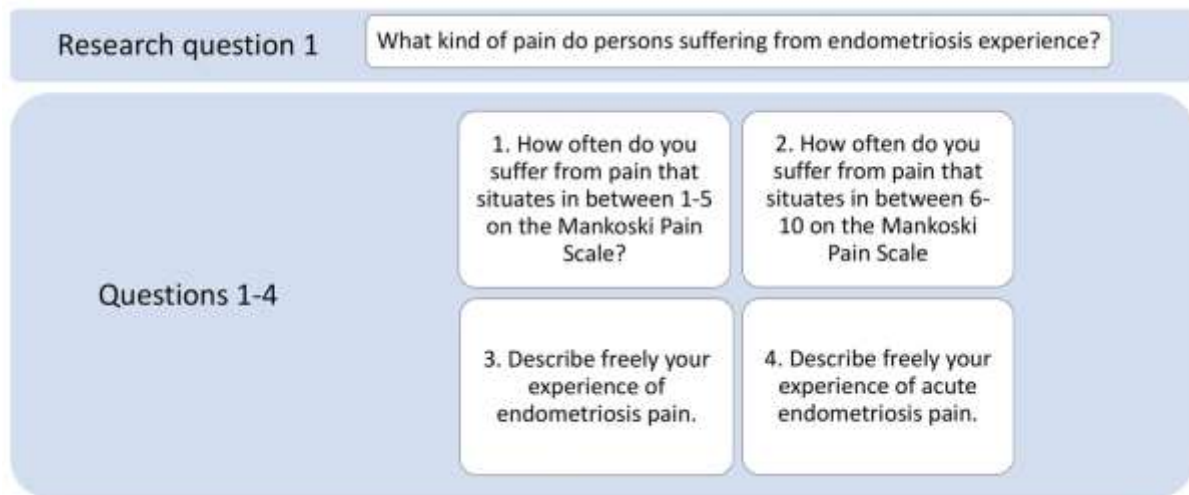 Research question 1
What kind of pain do persons suffering from endometriosis experience?
Questions 1-4
1. How often do you
suffer from pain that
situates in between 1-5
on the Mankoski Pain
Scale?
2. How often do you
suffer from pain that
situates in between 6-
10 on the Mankoski
Pain Scale
3. Describe freely your
experience of
endometriosis pain.
4. Describe freely your
experience of acute
endometriosis pain.